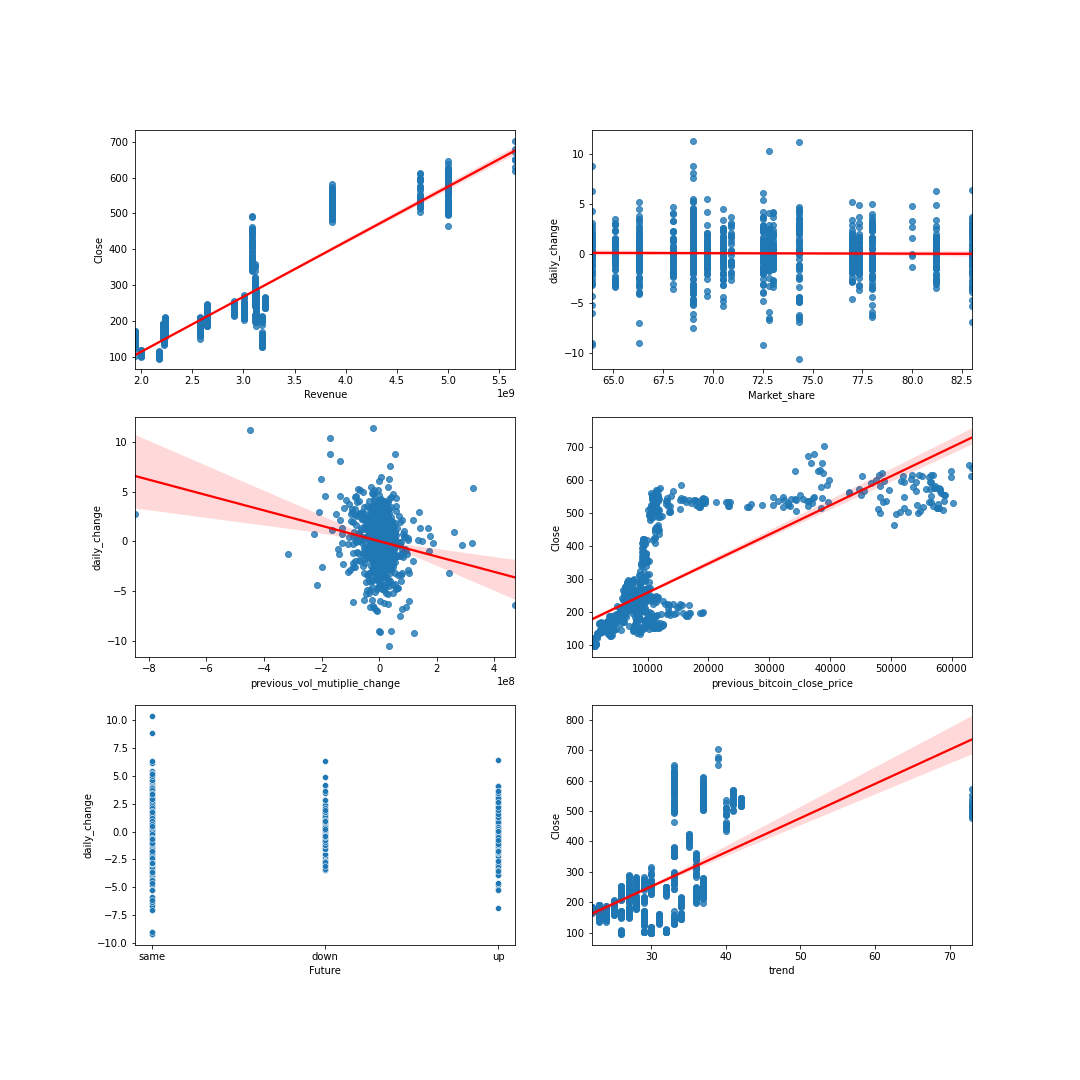 700
600
500
400
300
200
100
Close
2.0 2.5 3.0 3.5 4.0 4.5 5.0 5.5
1e9
Revenue
10
5
0
−5
−10
daily_change
65.0 67.5 70.0 72.5 75.0 77.5 80.0 82.5
Market_share
10
5
0
−5
−10
daily_change
−8 −6 −4 −2 0 2 4
1e8
previous_vol_mutiplie_change
700
600
500
400
300
200
100
Close
10000 20000 30000 40000 50000 60000
previous_bitcoin_close_price
10.0
7.5
5.0
2.5
0.0
−2.5
−5.0
−7.5
−10.0
daily_change
same down up
Future
800
700
600
500
400
300
200
100
Close
30 40 50 60 70
trend